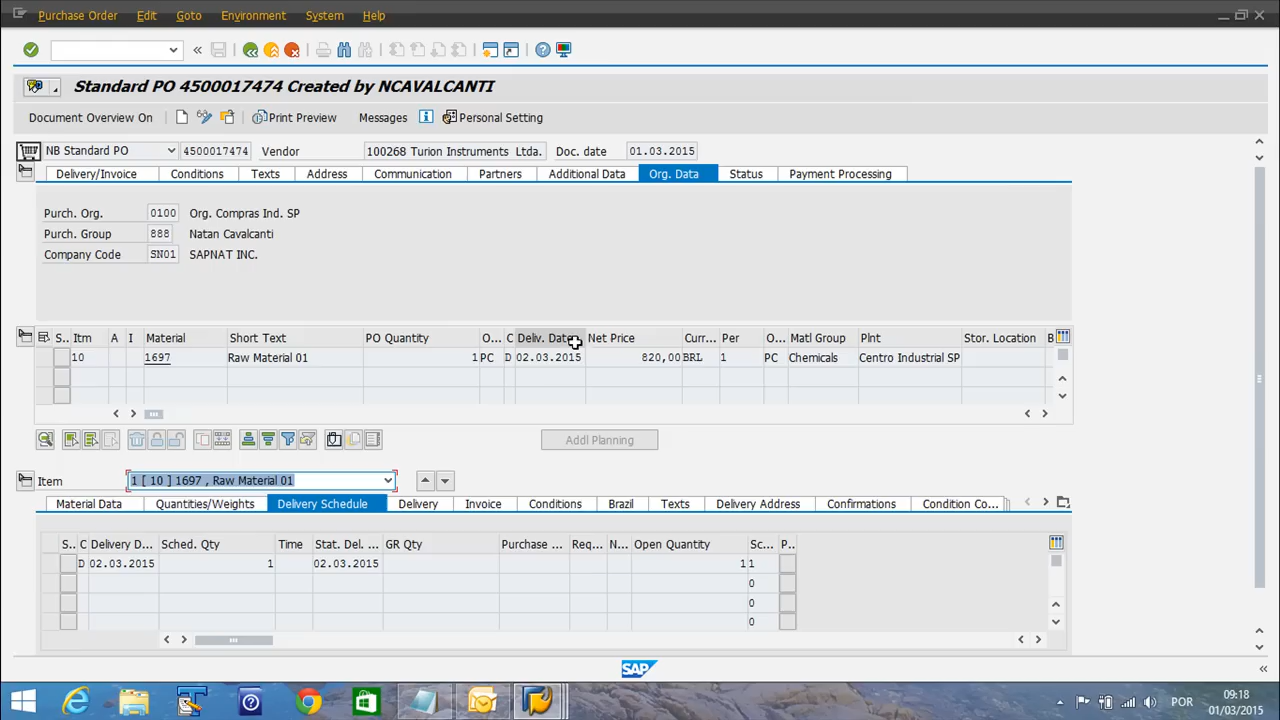 Purchase Order Edit Goto Environment System Help
Standard PO 4500017474 Created by NCAVALCANTI
Document Overview On Print Preview Messages Personal Setting
NB Standard PO 4500017474 Vendor 100268 Turion Instruments Ltda. Doc. date 01.03.2015
Delivery/Invoice Conditions Texts Address Communication Partners Additional Data Org. Data Status Payment Processing
Purch. Org. 0100 Org. Compras Ind. SP
Purch. Group 888 Natan Cavalcanti
Company Code SN01 SAPNAT INC.
S.. Itm A I Material Short Text PO Quantity O... C Deliv. Date Net Price Curr... Per O... Matl Group Plnt Stor. Location B
10 1697 Raw Material 01 1 PC D 02.03.2015 820,00 BRL 1 PC Chemicals Centro Industrial SP
Addl Planning
Item 1 [ 10 ] 1697 , Raw Material 01
Material Data Quantities/Weights Delivery Schedule Delivery Invoice Conditions Brazil Texts Delivery Address Confirmations Condition Co...
S.. C Delivery D... Sched. Qty Time Stat. Del. ... GR Qty Purchase ... Req... N... Open Quantity Sc... P..
D 02.03.2015 1 02.03.2015 1 1
0
0
0
SAP
POR 09:18
01/03/2015